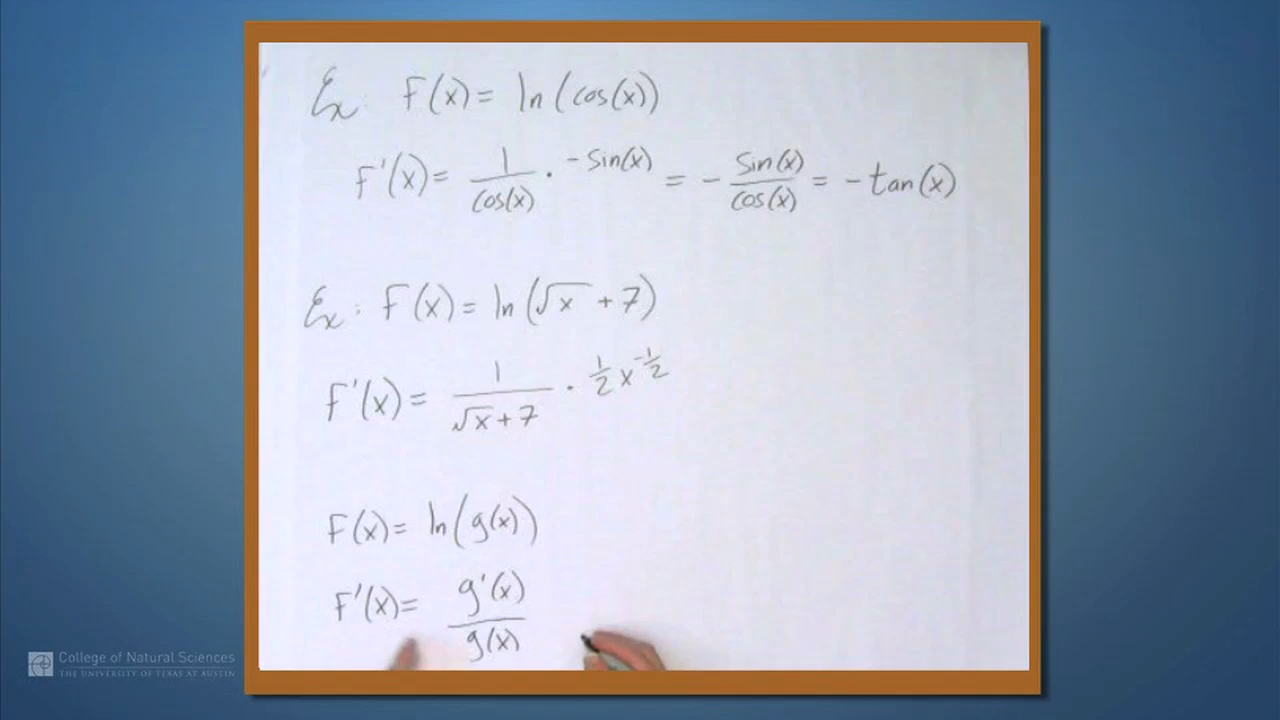 Ex: F(x) = ln(cos(x))
F'(x) = 1/cos(x) · -Sin(x) = - Sin(x)/cos(x) = -tan(x)
Ex: F(x) = ln(√x + 7)
F'(x) = 1/(√x + 7) · 1/2 x^(-1/2)
F(x) = ln(g(x))
F'(x) = g'(x)/g(x)
College of Natural Sciences
THE UNIVERSITY OF TEXAS AT AUSTIN